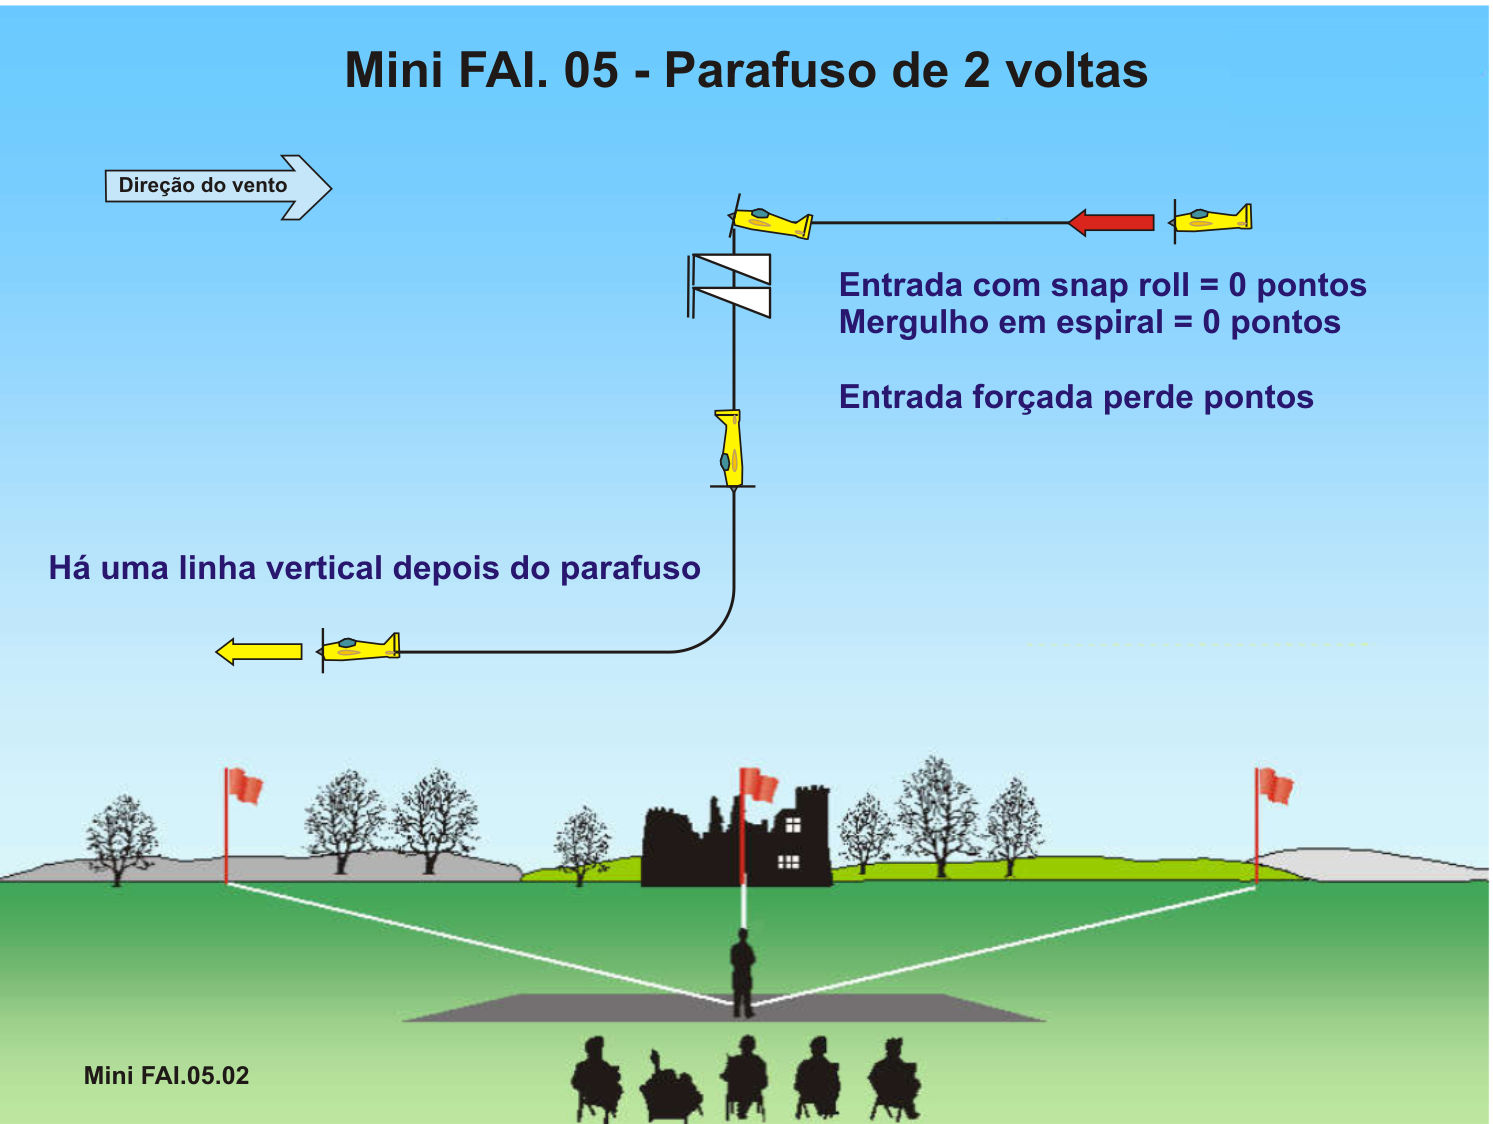 Mini FAI. 05 - Parafuso de 2 voltas
Direção do vento
Entrada com snap roll = 0 pontos
Mergulho em espiral = 0 pontos
Entrada forçada perde pontos
Há uma linha vertical depois do parafuso
Mini FAI.05.02